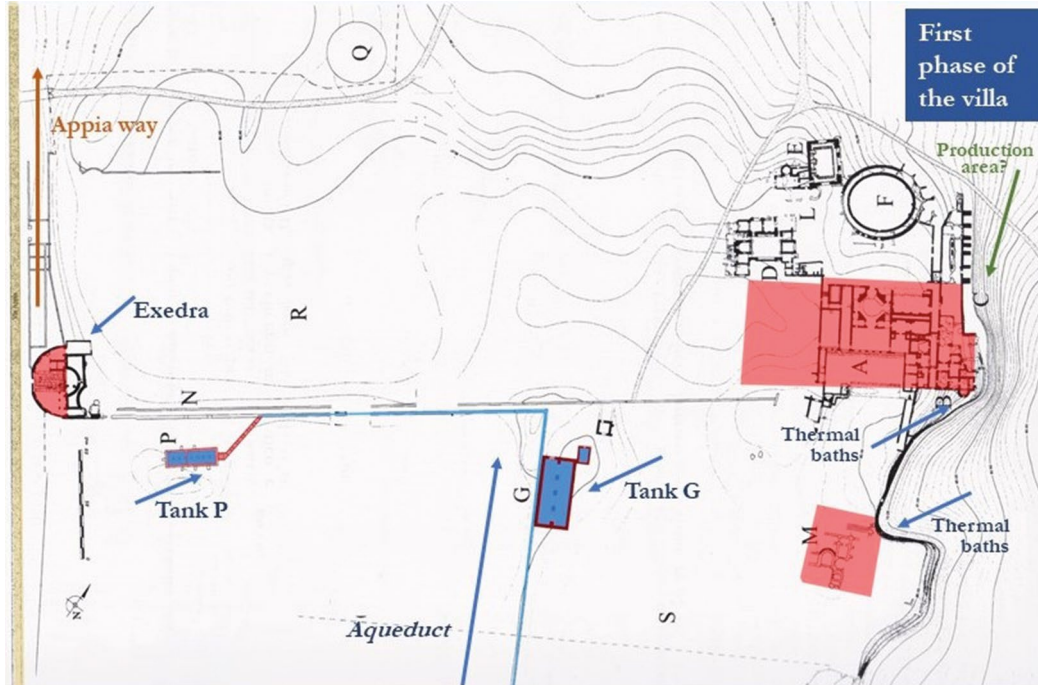 First
phase of
the villa
Q
Appia way
Production
area?
E
L
F
D
R
Exedra
C
A
N
B
Thermal
baths
P
Tank P
G
Tank G
M
Thermal
baths
Aqueduct
S
N